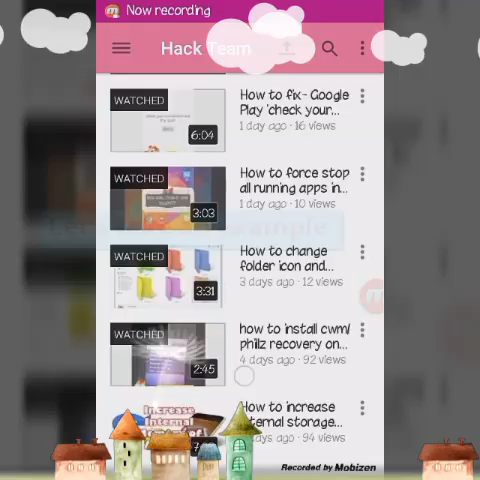 Now recording
Hack Team
WATCHED
6:04
How to fix- Google
Play 'check your...
1 day ago · 16 views
WATCHED
3:03
How to force stop
all running apps in...
1 day ago · 10 views
example
WATCHED
3:31
How to change
folder icon and...
3 days ago · 12 views
WATCHED
2:45
how to install cwm/
philz recovery on...
4 days ago · 92 views
Increase
Internal
How to increase
internal storage...
days ago · 94 views
Recorded by Mobizen